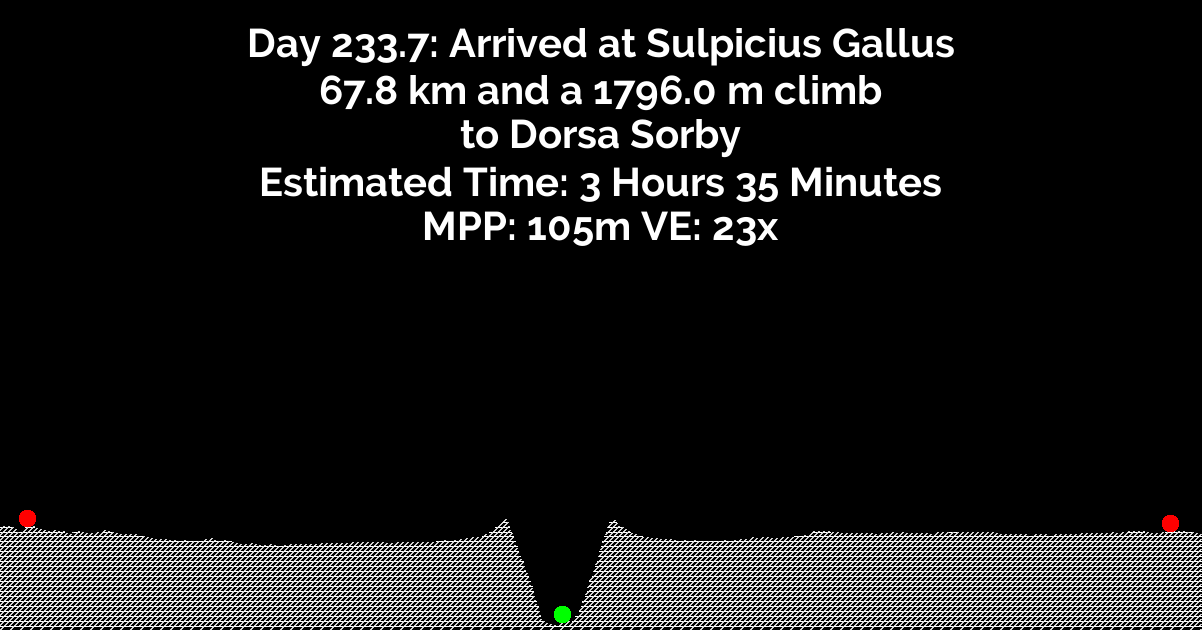 Day 233.7: Arrived at Sulpicius Gallus
67.8 km and a 1796.0 m climb
to Dorsa Sorby
Estimated Time: 3 Hours 35 Minutes
MPP: 105m VE: 23x